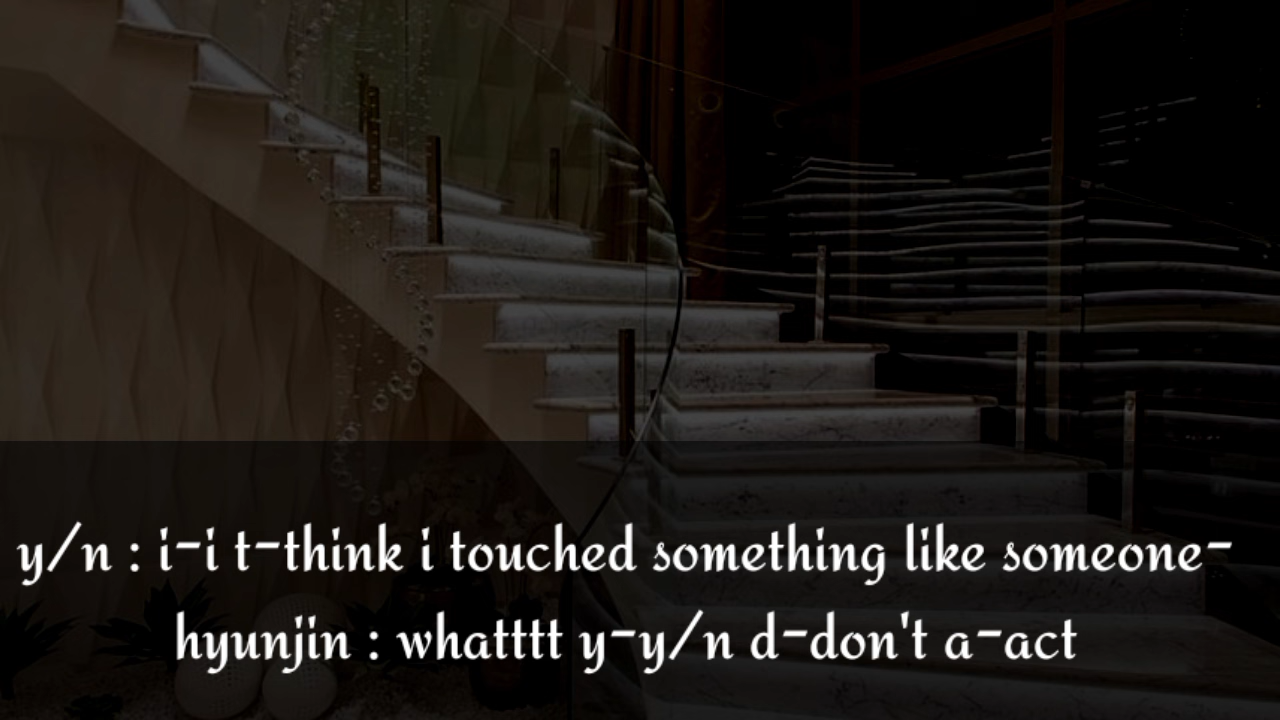 y/n : i-i t-think i touched something like someone-
hyunjin : whatttt y-y/n d-don't a-act